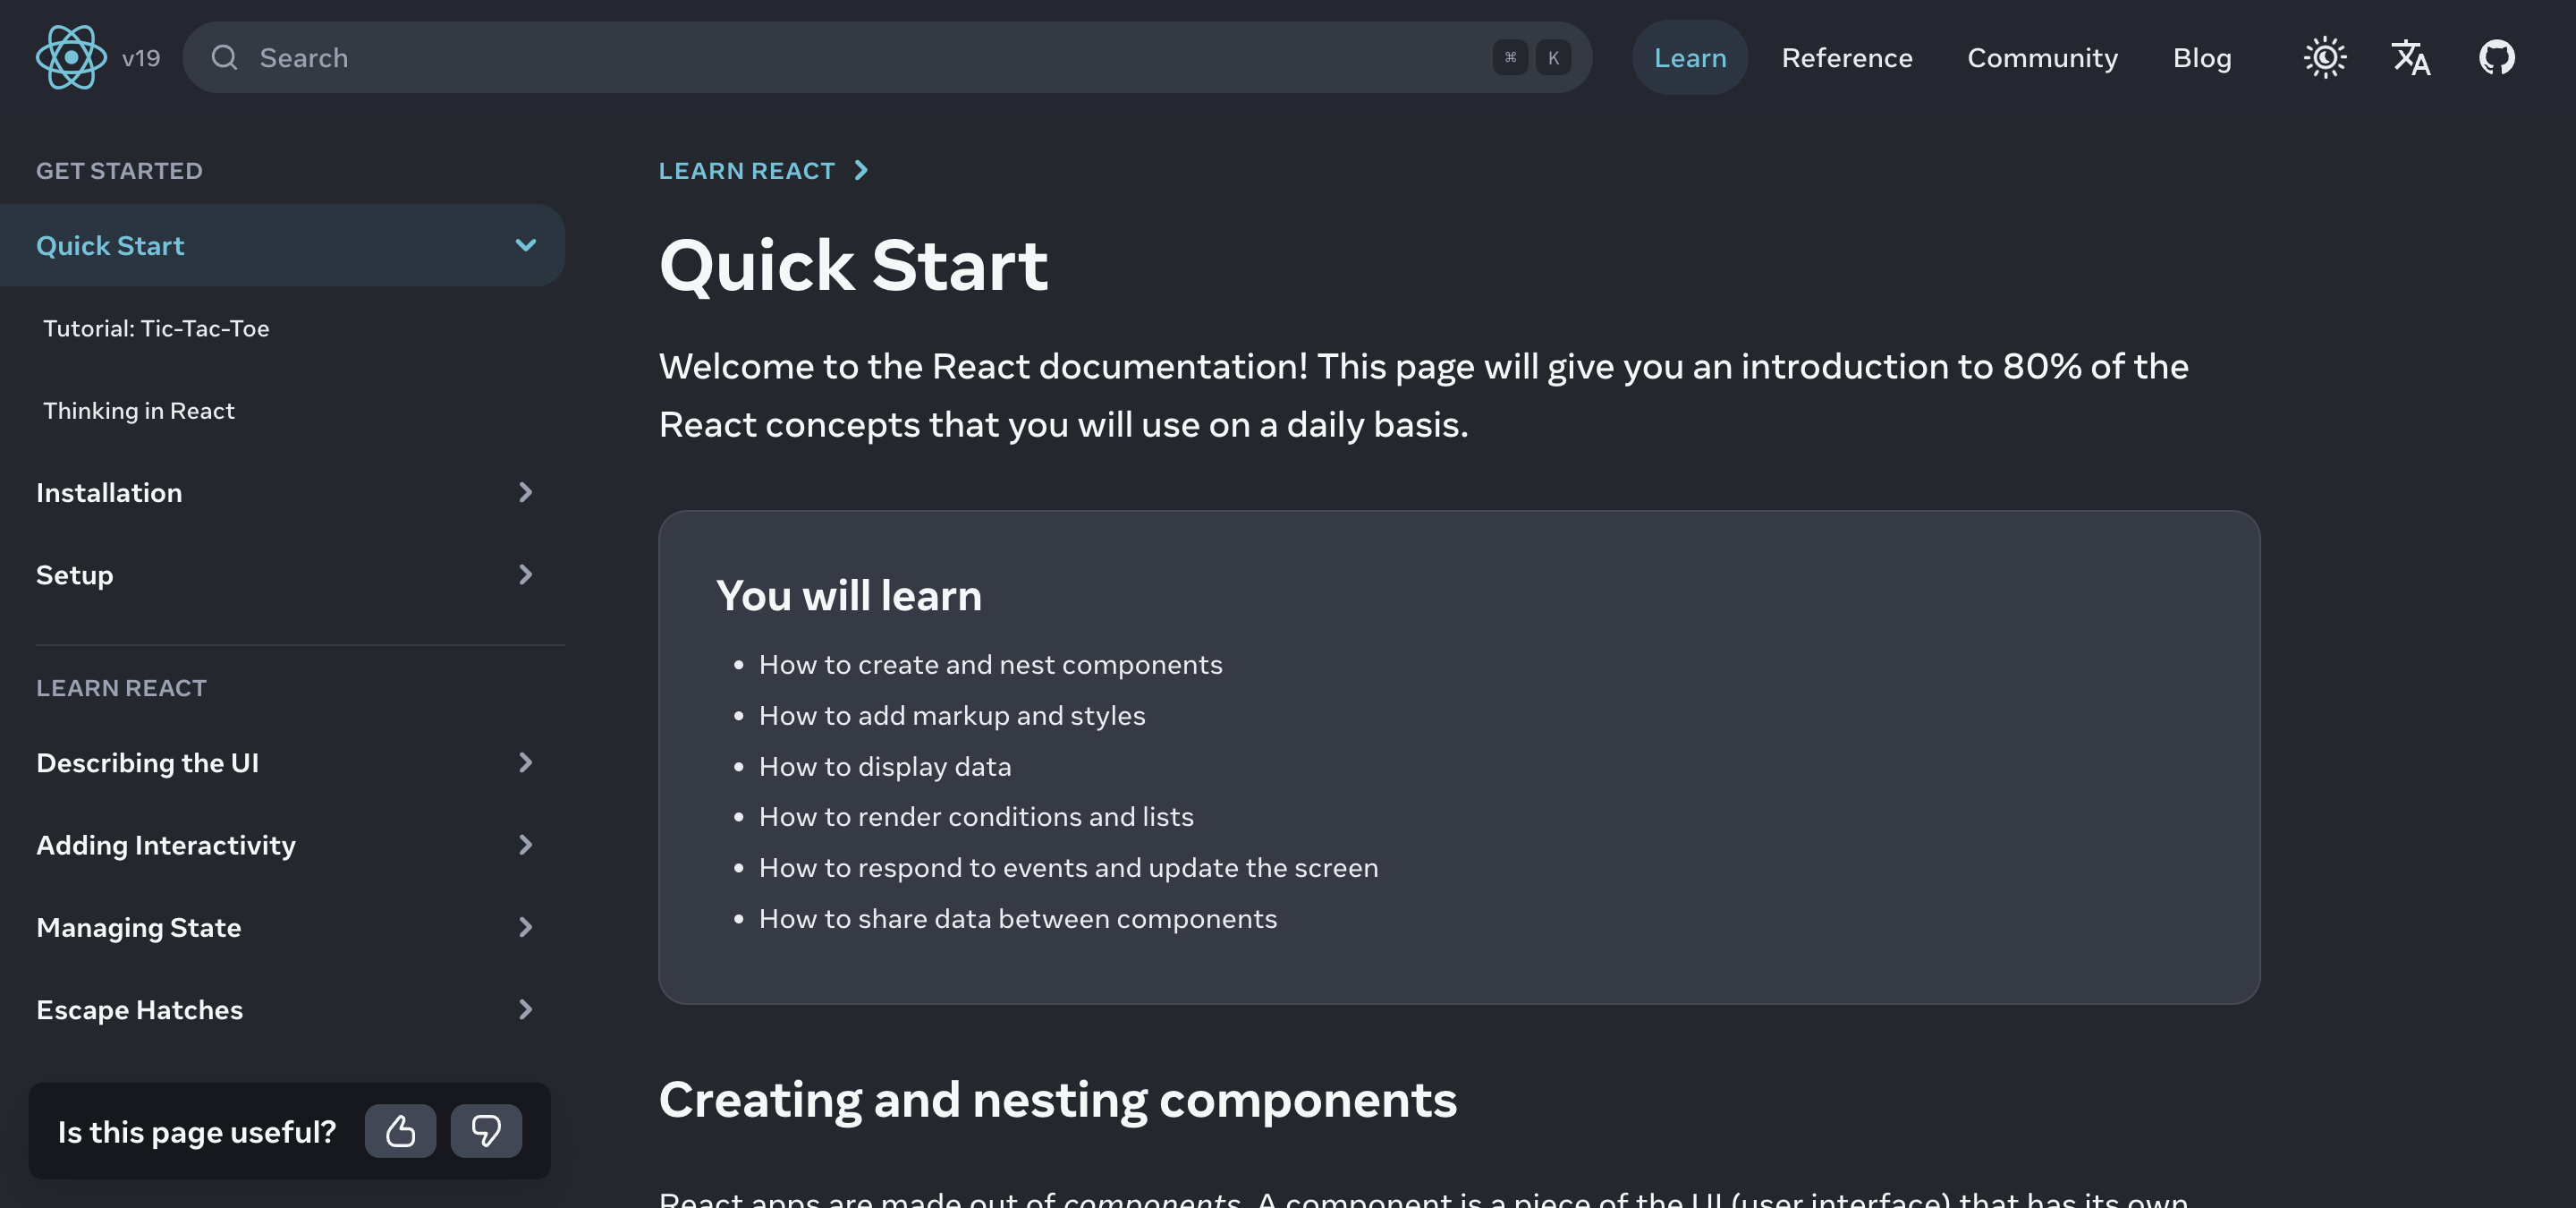 v19
Search
⌘ K
Learn
Reference
Community
Blog
GET STARTED
Quick Start
Tutorial: Tic-Tac-Toe
Thinking in React
Installation
Setup
LEARN REACT
Describing the UI
Adding Interactivity
Managing State
Escape Hatches
Is this page useful?
LEARN REACT
Quick Start
Welcome to the React documentation! This page will give you an introduction to 80% of the
React concepts that you will use on a daily basis.
You will learn
• How to create and nest components
• How to add markup and styles
• How to display data
• How to render conditions and lists
• How to respond to events and update the screen
• How to share data between components
Creating and nesting components
React apps are made out of components. A component is a piece of the UI (user interface) that has its own